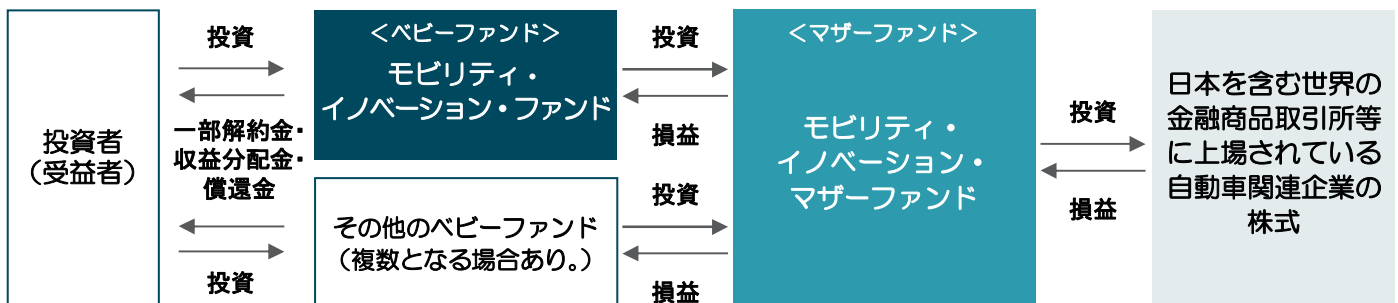 投資者
（受益者）
投資
一部解約金・
収益分配金・
償還金
投資
＜ベビーファンド＞
モビリティ・
イノベーション・ファンド
その他のベビーファンド
（複数となる場合あり。）
投資
損益
投資
損益
＜マザーファンド＞
モビリティ・
イノベーション・
マザーファンド
投資
損益
日本を含む世界の
金融商品取引所等
に上場されている
自動車関連企業の
株式